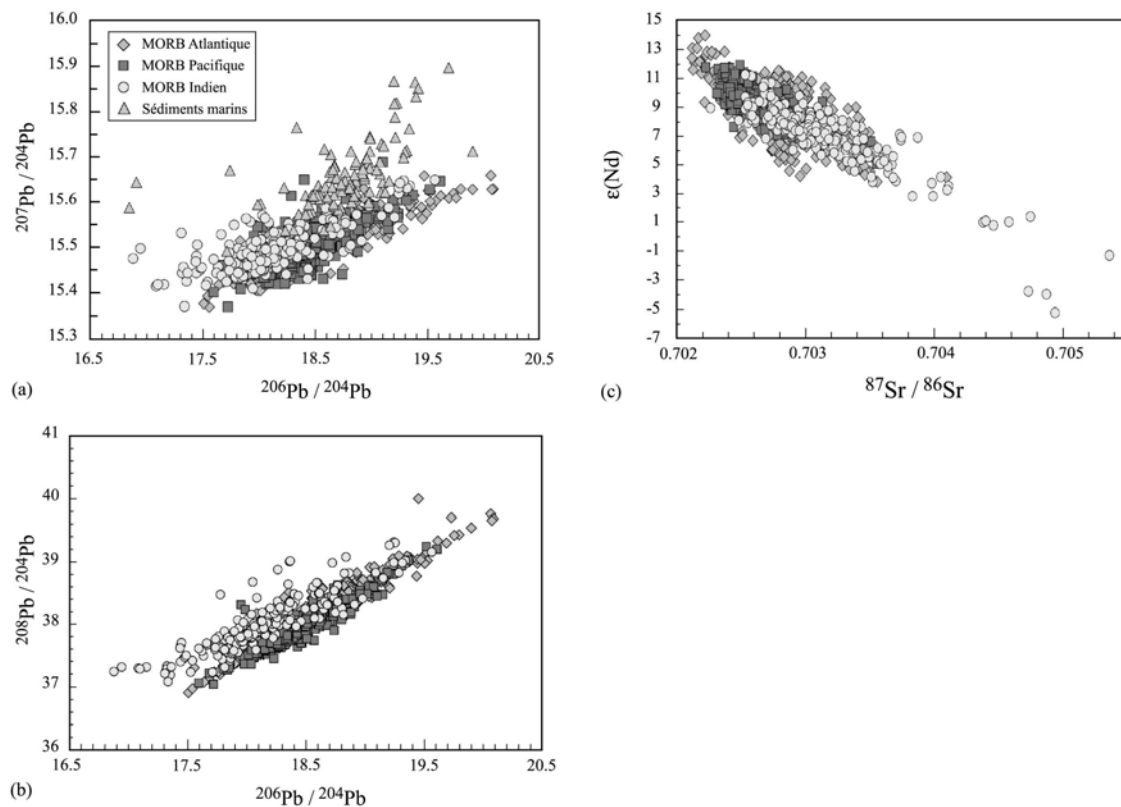 16.0
15.9
15.8
15.7
15.6
15.5
15.4
15.3
207Pb / 204Pb
MORB Atlantique
MORB Pacifique
MORB Indien
Sédiments marins
16.5 17.5 18.5 19.5 20.5
(a)
206Pb / 204Pb
15
13
11
9
7
5
3
1
-1
-3
-5
-7
ε(Nd)
0.702 0.703 0.704 0.705
(c)
87Sr / 86Sr
41
40
39
38
37
36
208Pb / 204Pb
16.5 17.5 18.5 19.5 20.5
(b)
206Pb / 204Pb